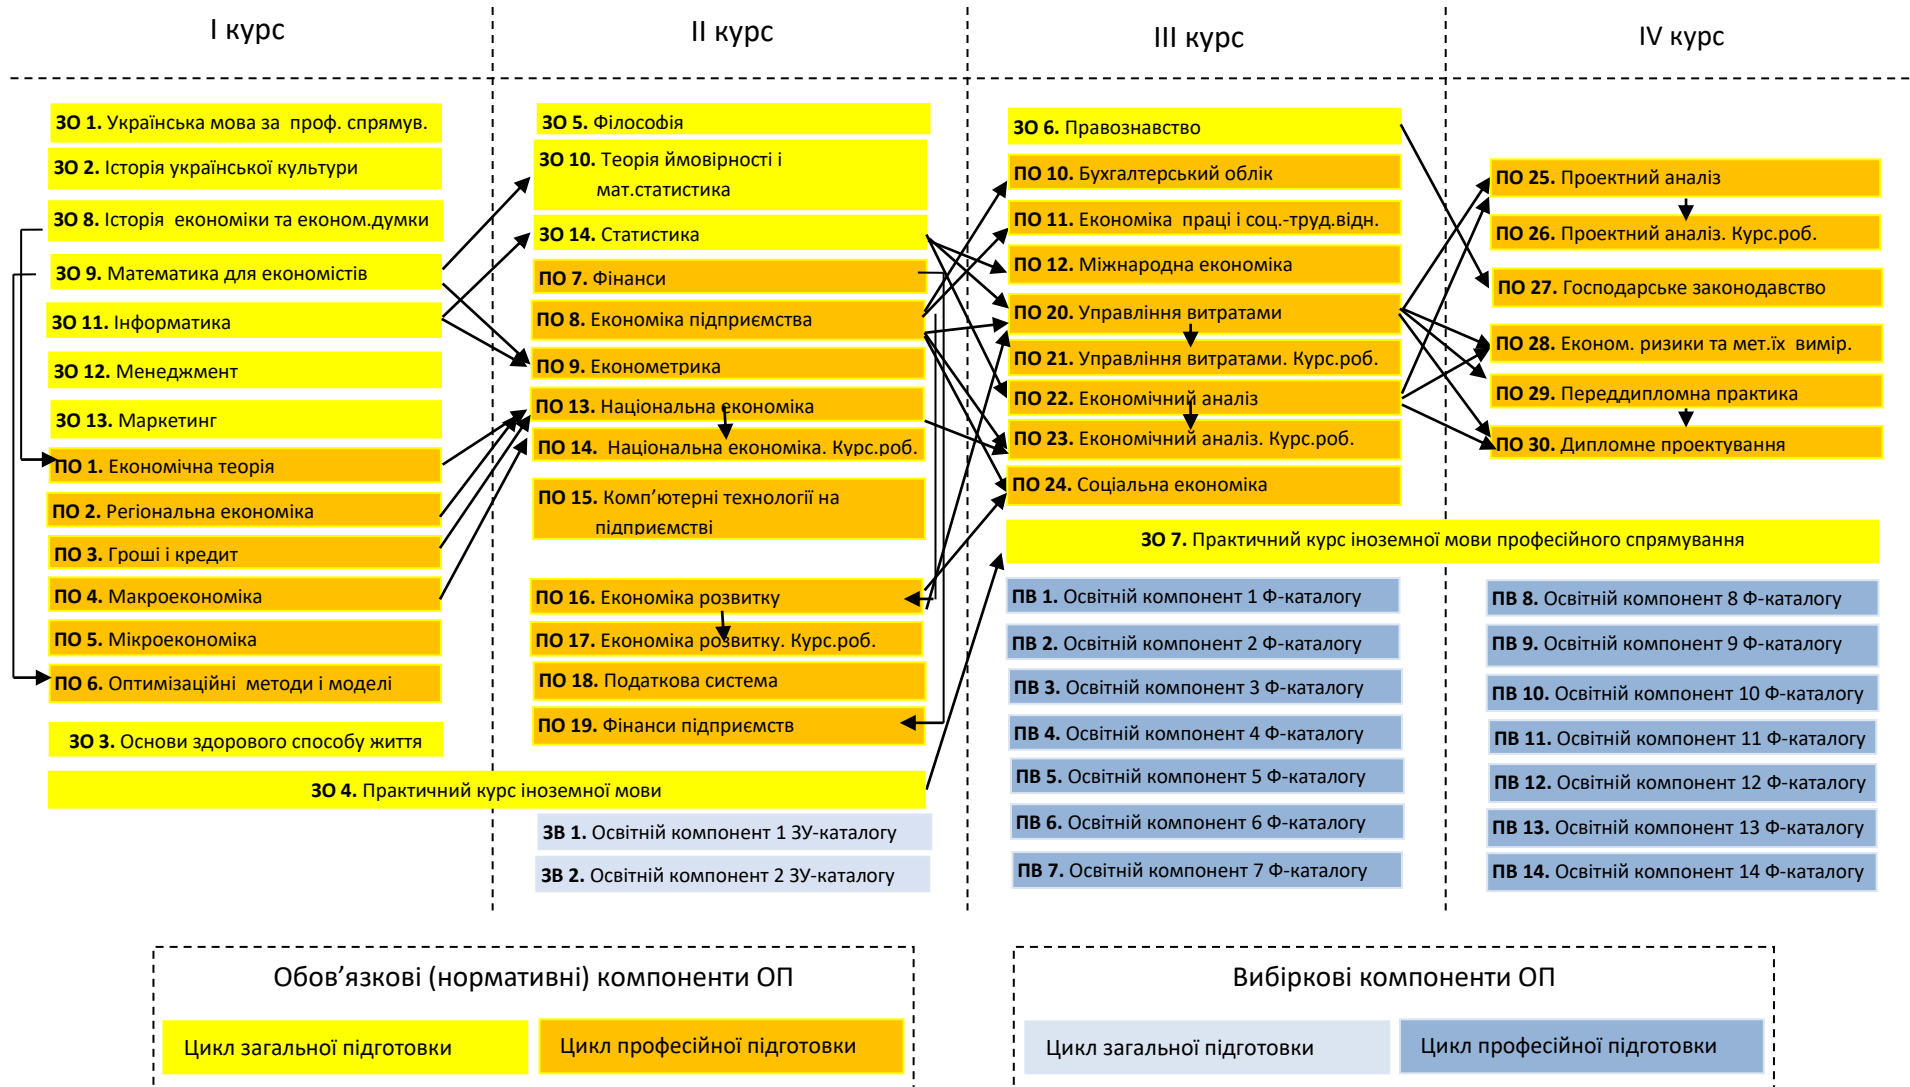 І курс
ІІ курс
ІІІ курс
ІV курс
ЗО 1. Українська мова за проф. спрямув.
ЗО 2. Історія української культури
ЗО 8. Історія економіки та економ.думки
ЗО 9. Математика для економістів
ЗО 11. Інформатика
ЗО 12. Менеджмент
ЗО 13. Маркетинг
ПО 1. Економічна теорія
ПО 2. Регіональна економіка
ПО 3. Гроші і кредит
ПО 4. Макроекономіка
ПО 5. Мікроекономіка
ПО 6. Оптимізаційні методи і моделі
ЗО 3. Основи здорового способу життя
ЗО 4. Практичний курс іноземної мови
ЗО 5. Філософія
ЗО 10. Теорія ймовірності і
мат.статистика
ЗО 14. Статистика
ПО 7. Фінанси
ПО 8. Економіка підприємства
ПО 9. Економетрика
ПО 13. Національна економіка
ПО 14. Національна економіка. Курс.роб.
ПО 15. Комп’ютерні технології на
підприємстві
ПО 16. Економіка розвитку
ПО 17. Економіка розвитку. Курс.роб.
ПО 18. Податкова система
ПО 19. Фінанси підприємств
ЗВ 1. Освітній компонент 1 ЗУ-каталогу
ЗВ 2. Освітній компонент 2 ЗУ-каталогу
ЗО 6. Правознавство
ПО 10. Бухгалтерський облік
ПО 11. Економіка праці і соц.-труд.відн.
ПО 12. Міжнародна економіка
ПО 20. Управління витратами
ПО 21. Управління витратами. Курс.роб.
ПО 22. Економічний аналіз
ПО 23. Економічний аналіз. Курс.роб.
ПО 24. Соціальна економіка
ЗО 7. Практичний курс іноземної мови професійного спрямування
ПВ 1. Освітній компонент 1 Ф-каталогу
ПВ 2. Освітній компонент 2 Ф-каталогу
ПВ 3. Освітній компонент 3 Ф-каталогу
ПВ 4. Освітній компонент 4 Ф-каталогу
ПВ 5. Освітній компонент 5 Ф-каталогу
ПВ 6. Освітній компонент 6 Ф-каталогу
ПВ 7. Освітній компонент 7 Ф-каталогу
ПО 25. Проектний аналіз
ПО 26. Проектний аналіз. Курс.роб.
ПО 27. Господарське законодавство
ПО 28. Економ. ризики та мет.їх вимір.
ПО 29. Переддипломна практика
ПО 30. Дипломне проектування
ПВ 8. Освітній компонент 8 Ф-каталогу
ПВ 9. Освітній компонент 9 Ф-каталогу
ПВ 10. Освітній компонент 10 Ф-каталогу
ПВ 11. Освітній компонент 11 Ф-каталогу
ПВ 12. Освітній компонент 12 Ф-каталогу
ПВ 13. Освітній компонент 13 Ф-каталогу
ПВ 14. Освітній компонент 14 Ф-каталогу
Обов’язкові (нормативні) компоненти ОП
Цикл загальної підготовки
Цикл професійної підготовки
Вибіркові компоненти ОП
Цикл загальної підготовки
Цикл професійної підготовки